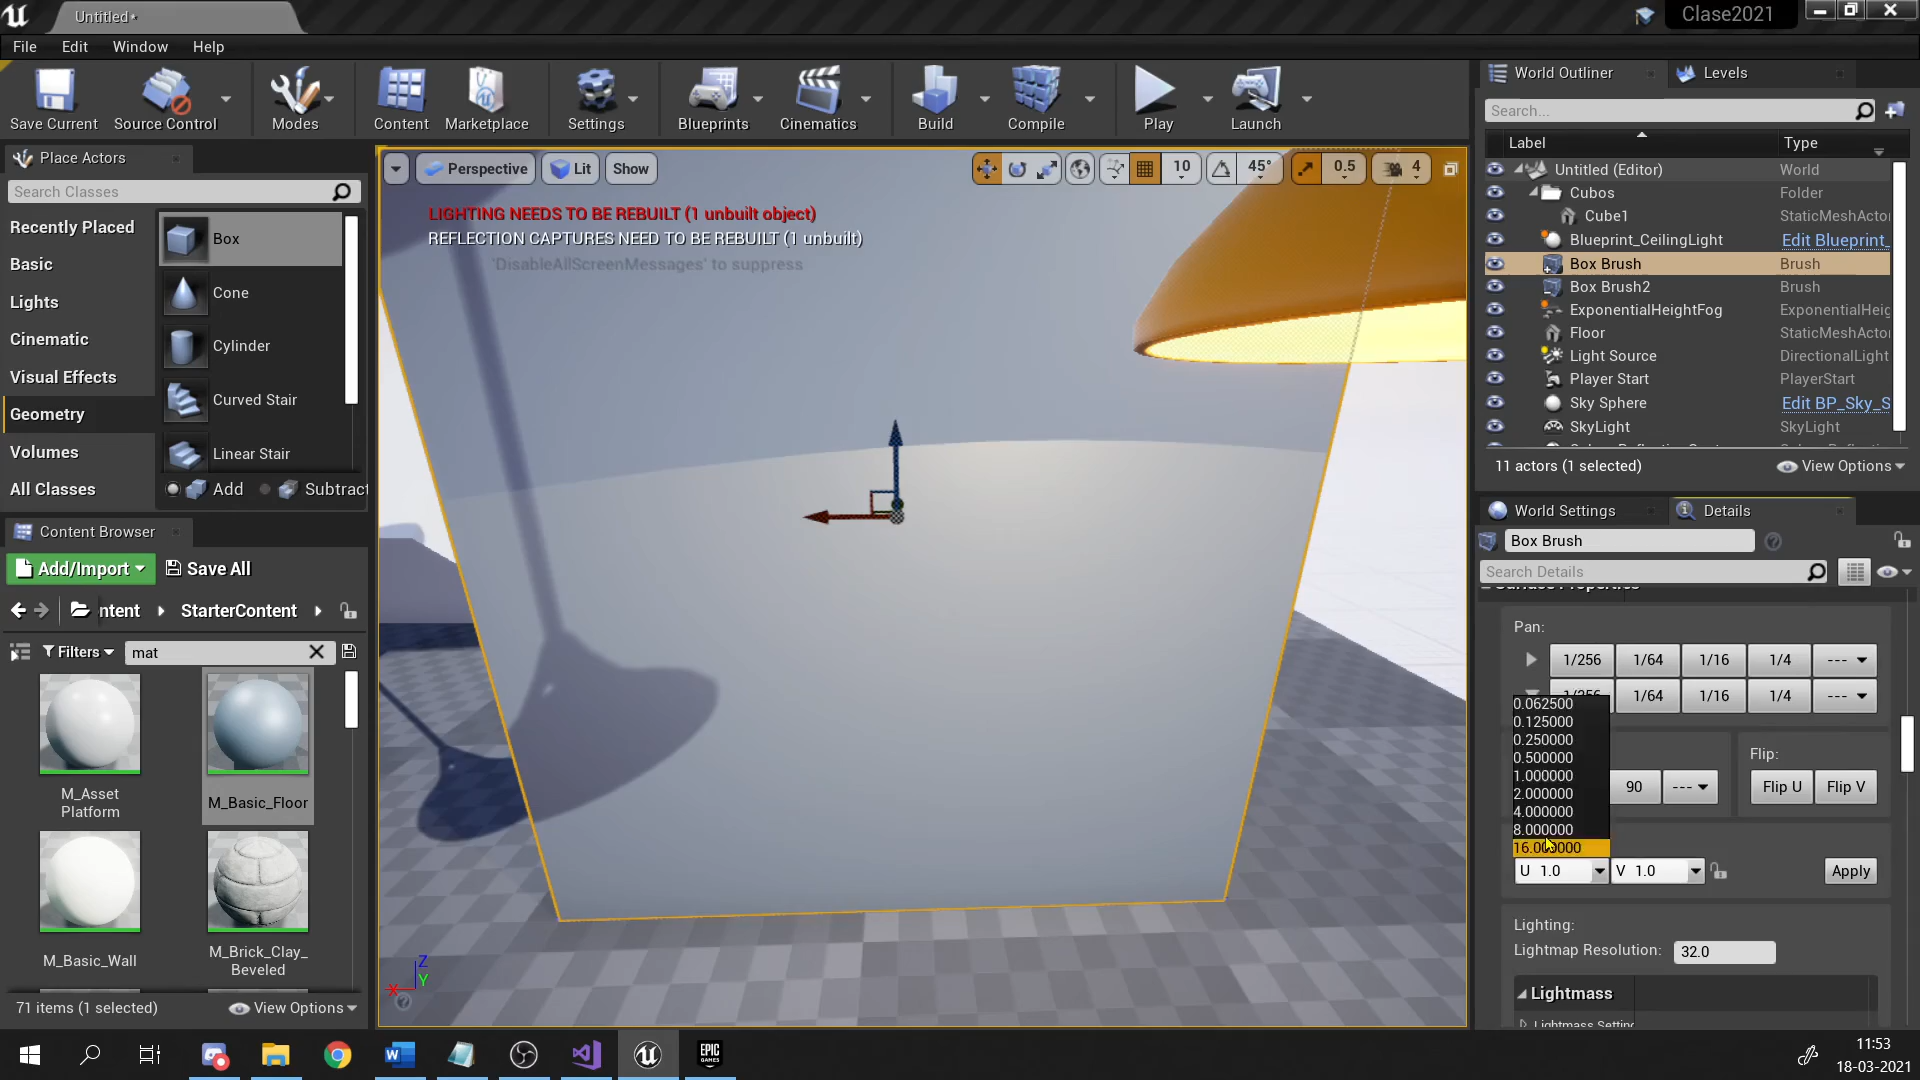 Untitled*
Clase2021
File Edit Window Help
Save Current
Source Control
Modes
Content
Marketplace
Settings
Blueprints
Cinematics
Build
Compile
Play
Launch
Place Actors
Search Classes
Recently Placed
Basic
Lights
Cinematic
Visual Effects
Geometry
Volumes
All Classes
Box
Cone
Cylinder
Curved Stair
Linear Stair
Add Subtract
Content Browser
Add/Import Save All
ntent StarterContent
Filters mat
M_Asset
Platform
M_Basic_Floor
M_Basic_Wall
M_Brick_Clay_
Beveled
71 items (1 selected) View Options
Perspective Lit Show
10 45° 0.5 4
LIGHTING NEEDS TO BE REBUILT (1 unbuilt object)
REFLECTION CAPTURES NEED TO BE REBUILT (1 unbuilt)
'DisableAllScreenMessages' to suppress
Z
Y
X
World Outliner Levels
Search...
Label Type
Untitled (Editor) World
Cubos Folder
Cube1 StaticMeshActo
Blueprint_CeilingLight Edit Blueprint_
Box Brush Brush
Box Brush2 Brush
ExponentialHeightFog ExponentialHeig
Floor StaticMeshActo
Light Source DirectionalLight
Player Start PlayerStart
Sky Sphere Edit BP_Sky_S
SkyLight SkyLight
11 actors (1 selected) View Options
World Settings Details
Box Brush
Search Details
Surface Properties
Pan:
1/256 1/64 1/16 1/4 ---
1/256 1/64 1/16 1/4 ---
0.062500
0.125000
0.250000
0.500000
1.000000
2.000000
4.000000
8.000000
16.000000
90 ---
Flip:
Flip U Flip V
U 1.0 V 1.0 Apply
Lighting:
Lightmap Resolution: 32.0
Lightmass
Lightmass Setting
EPIC
GAMES
11:53
18-03-2021